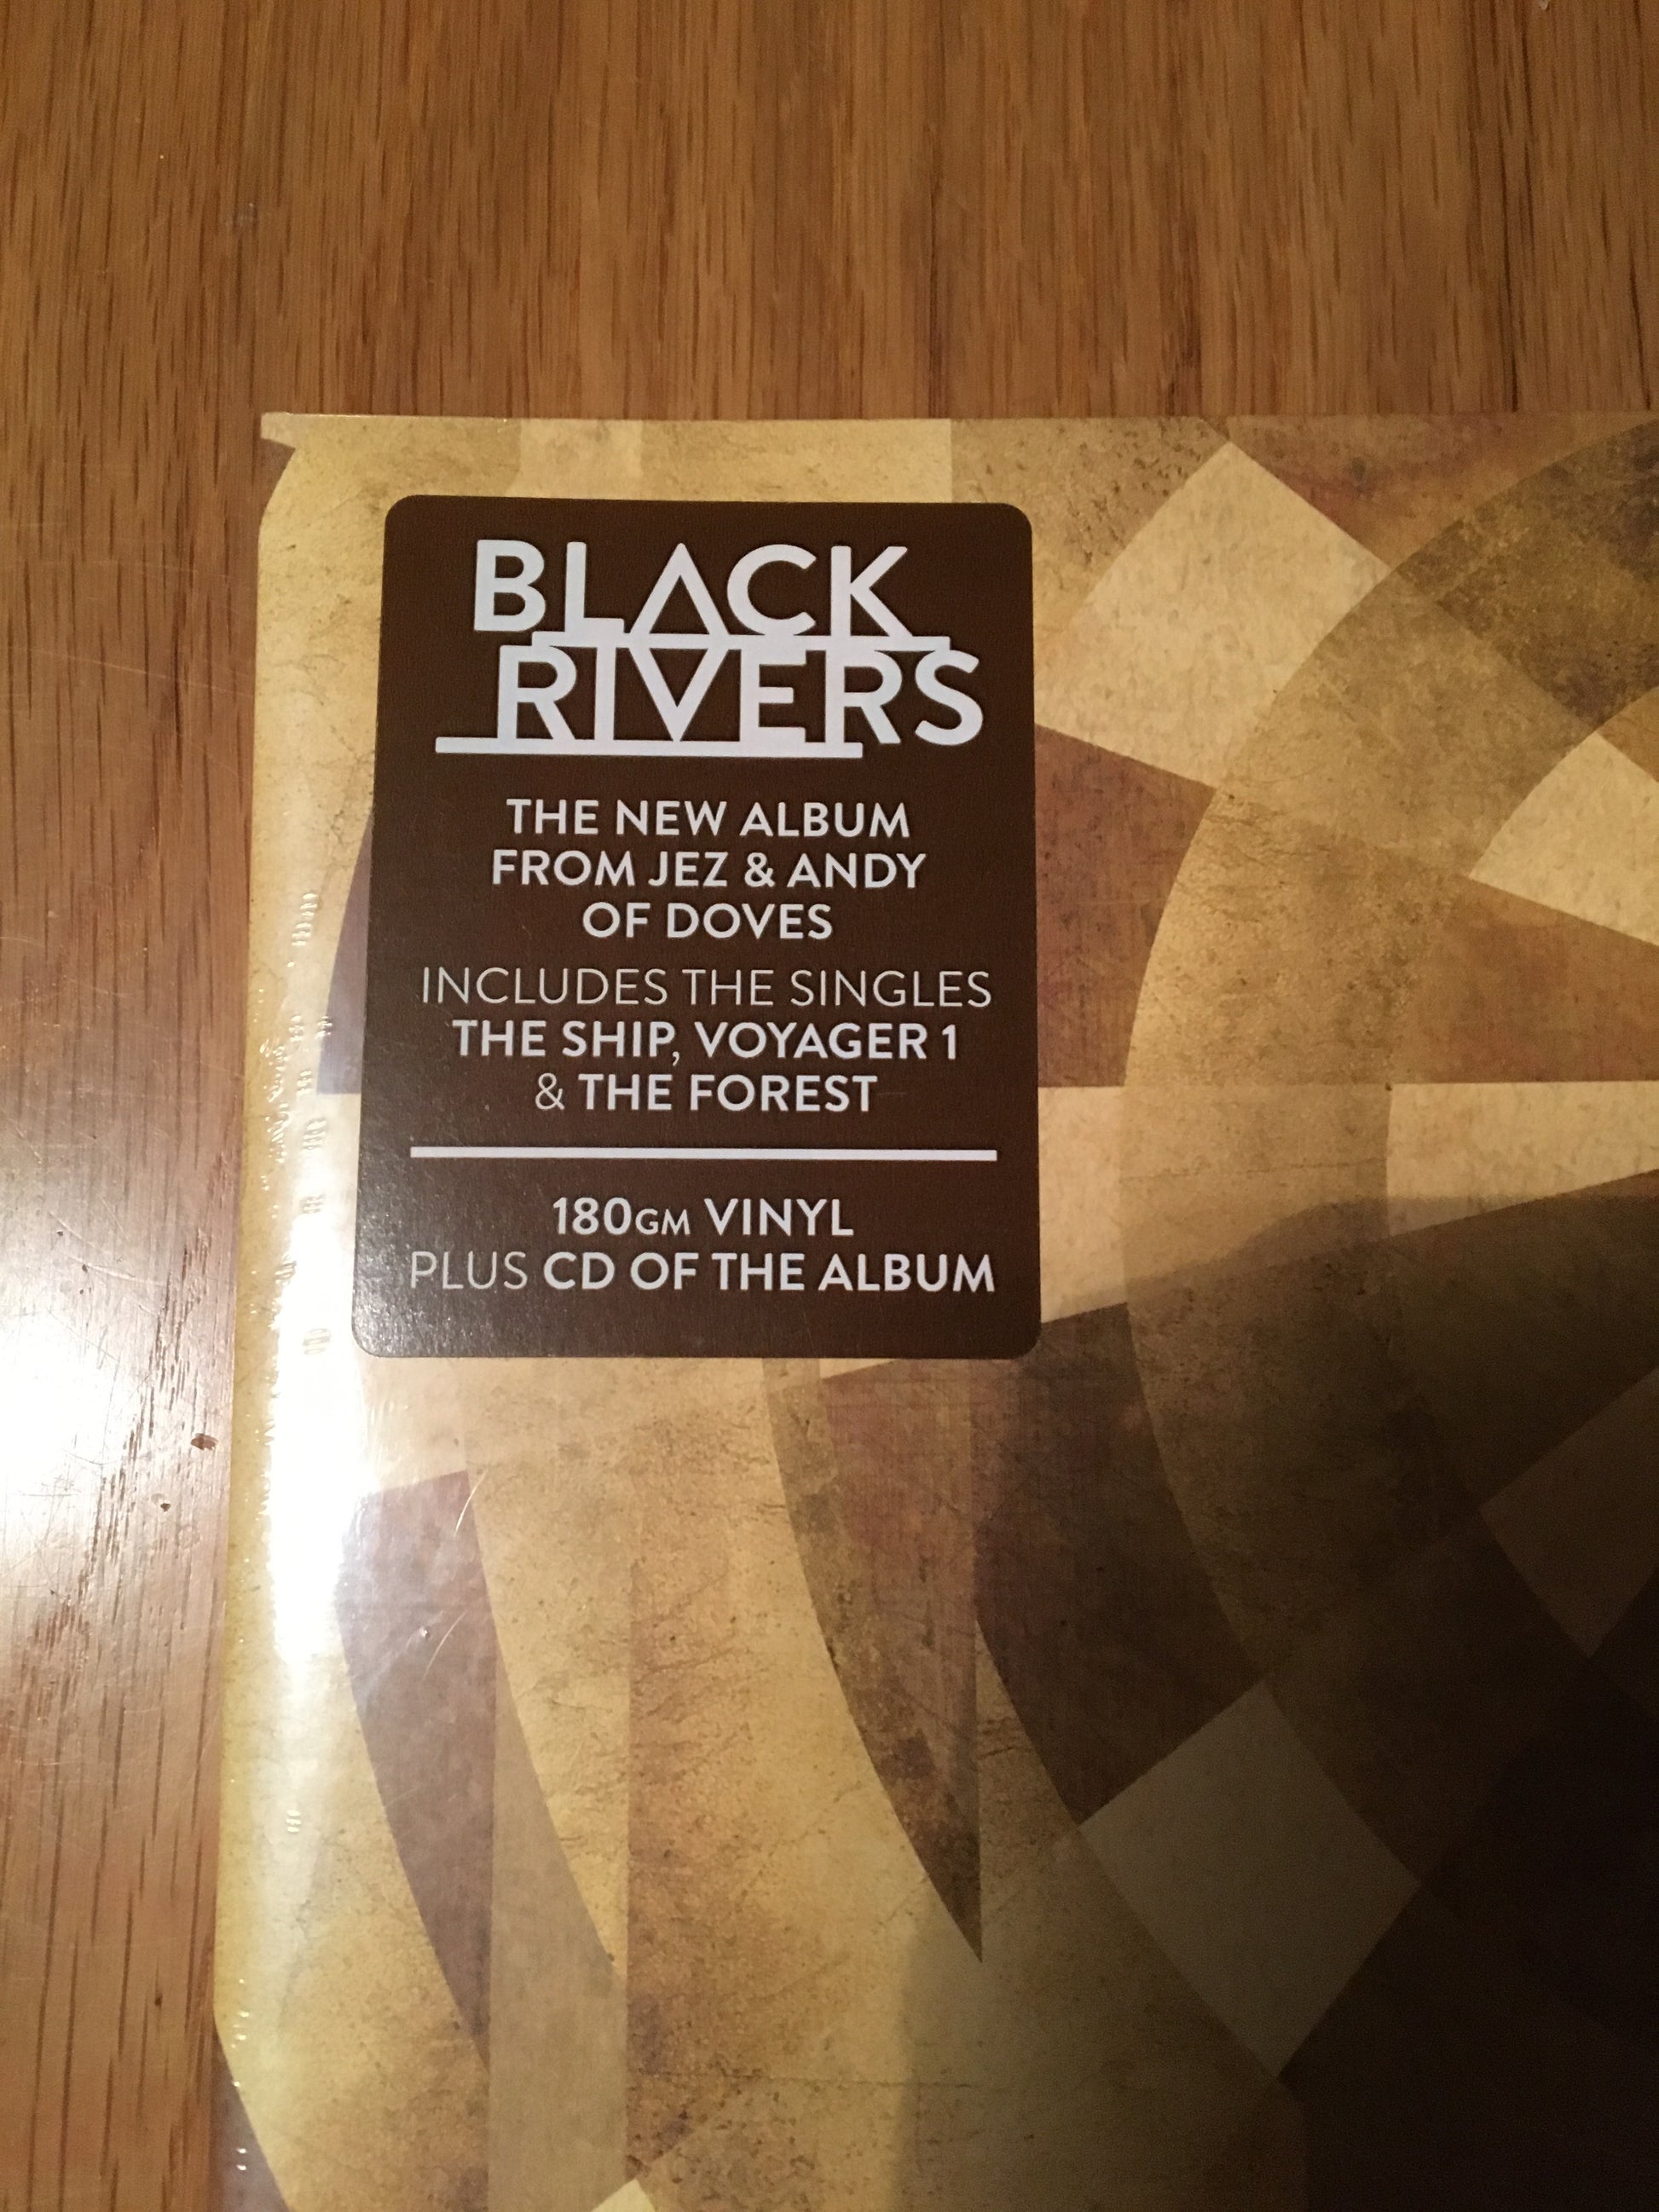 BLACK
RIVERS
THE NEW ALBUM
FROM JEZ & ANDY
OF DOVES
INCLUDES THE SINGLES
THE SHIP, VOYAGER 1
& THE FOREST
180GM VINYL
PLUS CD OF THE ALBUM